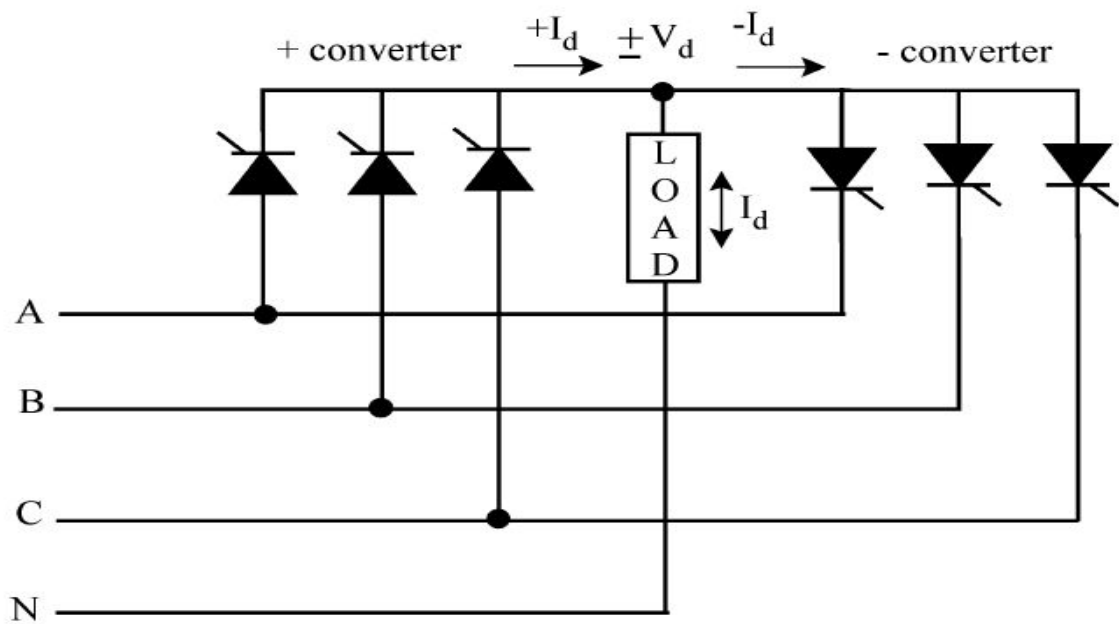 + converter
+I_d
± V_d
-I_d
- converter
L
O
A
D
I_d
A
B
C
N